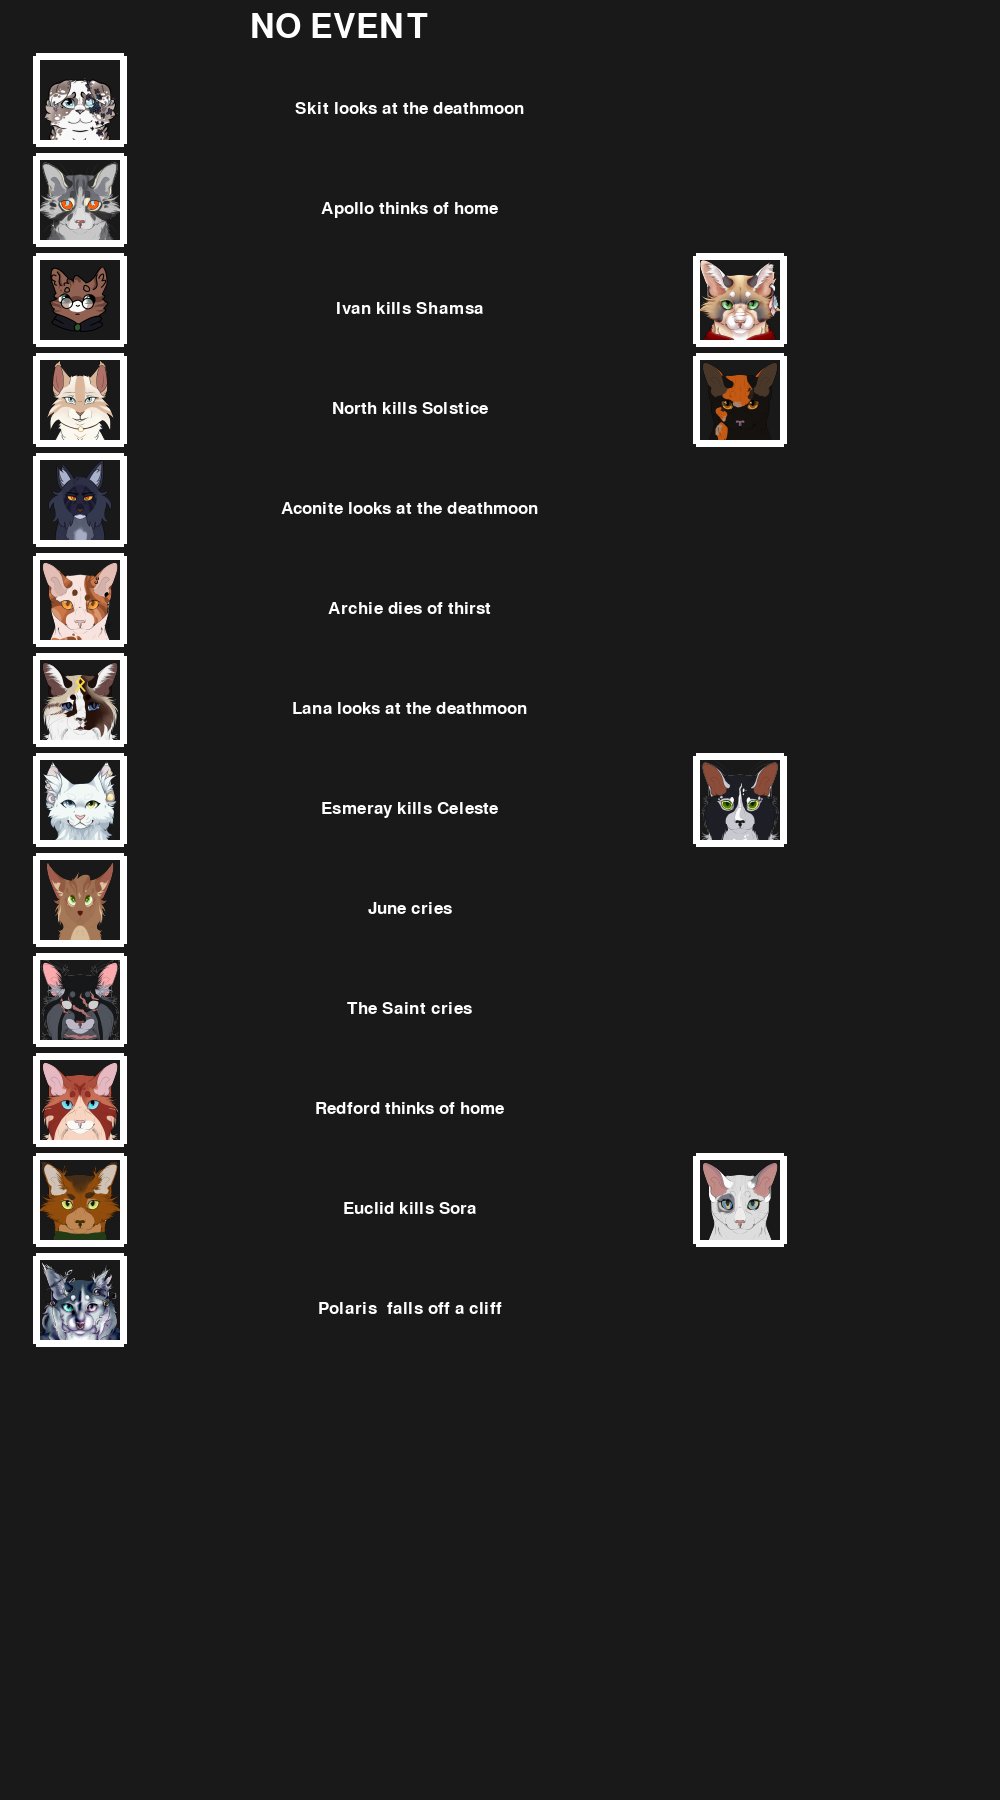 NO EVENT
Skit looks at the deathmoon
Apollo thinks of home
Ivan kills Shamsa
North kills Solstice
Aconite looks at the deathmoon
Archie dies of thirst
Lana looks at the deathmoon
Esmeray kills Celeste
June cries
The Saint cries
Redford thinks of home
Euclid kills Sora
Polaris  falls off a cliff